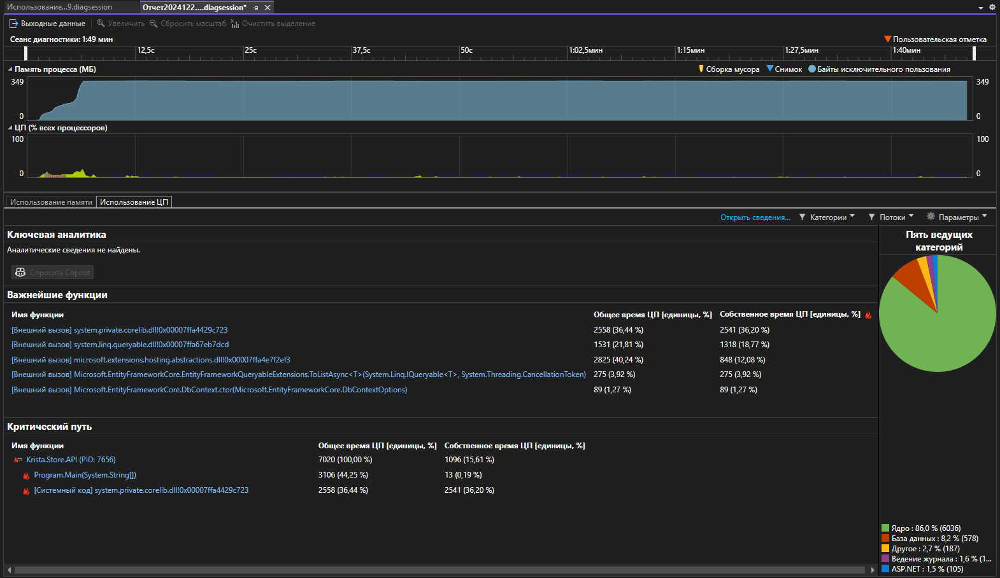 Использование...9.diagsession
Отчет2024122....diagsession*
Выходные данные
Увеличить
Сбросить масштаб
Очистить выделение
Сеанс диагностики: 1:49 мин
Пользовательская отметка
12,5с 25с 37,5с 50с 1:02,5мин 1:15мин 1:27,5мин 1:40мин
Память процесса (МБ)
Сборка мусора Снимок Байты исключительного пользования
349 349
0 0
ЦП (% всех процессоров)
100 100
0 0
Использование памяти Использование ЦП
Открыть сведения... Категории Потоки Параметры
Ключевая аналитика
Аналитические сведения не найдены.
Спросить Copilot
Важнейшие функции
Имя функции Общее время ЦП [единицы, %] Собственное время ЦП [единицы, %]
[Внешний вызов] system.private.corelib.dll!0x00007ffa4429c723 2558 (36,44 %) 2541 (36,20 %)
[Внешний вызов] system.linq.queryable.dll!0x00007ffa67eb7dcd 1531 (21,81 %) 1318 (18,77 %)
[Внешний вызов] microsoft.extensions.hosting.abstractions.dll!0x00007ffa4e7f2ef3 2825 (40,24 %) 848 (12,08 %)
[Внешний вызов] Microsoft.EntityFrameworkCore.EntityFrameworkQueryableExtensions.ToListAsync<T>(System.Linq.IQueryable<T>, System.Threading.CancellationToken) 275 (3,92 %) 275 (3,92 %)
[Внешний вызов] Microsoft.EntityFrameworkCore.DbContext.ctor(Microsoft.EntityFrameworkCore.DbContextOptions) 89 (1,27 %) 89 (1,27 %)
Критический путь
Имя функции Общее время ЦП [единицы, %] Собственное время ЦП [единицы, %]
Krista.Store.API (PID: 7656) 7020 (100,00 %) 1096 (15,61 %)
Program.Main(System.String[]) 3106 (44,25 %) 13 (0,19 %)
[Системный код] system.private.corelib.dll!0x00007ffa4429c723 2558 (36,44 %) 2541 (36,20 %)
Пять ведущих
категорий
Ядро : 86,0 % (6036)
База данных : 8,2 % (578)
Другое : 2,7 % (187)
Ведение журнала : 1,6 % (1...
ASP.NET : 1,5 % (105)